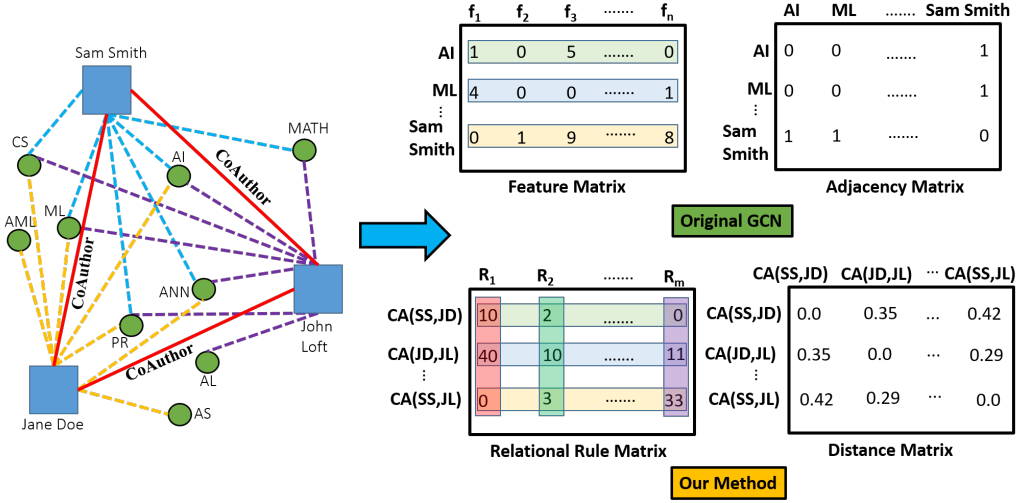 Sam Smith
CS
AI
MATH
AML
ML
CoAuthor
CoAuthor
ANN
PR
John
Loft
CoAuthor
AL
Jane Doe
AS
f1 f2 f3 ....... fn
AI 1 0 5 ....... 0
ML 4 0 0 ....... 1
...
Sam
Smith 0 1 9 ....... 8
Feature Matrix
AI ML ....... Sam Smith
AI 0 0 ....... 1
ML 0 0 ....... 1
...
Sam
Smith 1 1 ....... 0
Adjacency Matrix
Original GCN
R1 R2 ....... Rm
CA(SS,JD) 10 2 ....... 0
CA(JD,JL) 40 10 ....... 11
...
CA(SS,JL) 0 3 ....... 33
Relational Rule Matrix
CA(SS,JD) CA(JD,JL) ... CA(SS,JL)
CA(SS,JD) 0.0 0.35 ... 0.42
CA(JD,JL) 0.35 0.0 ... 0.29
...
CA(SS,JL) 0.42 0.29 ... 0.0
Distance Matrix
Our Method